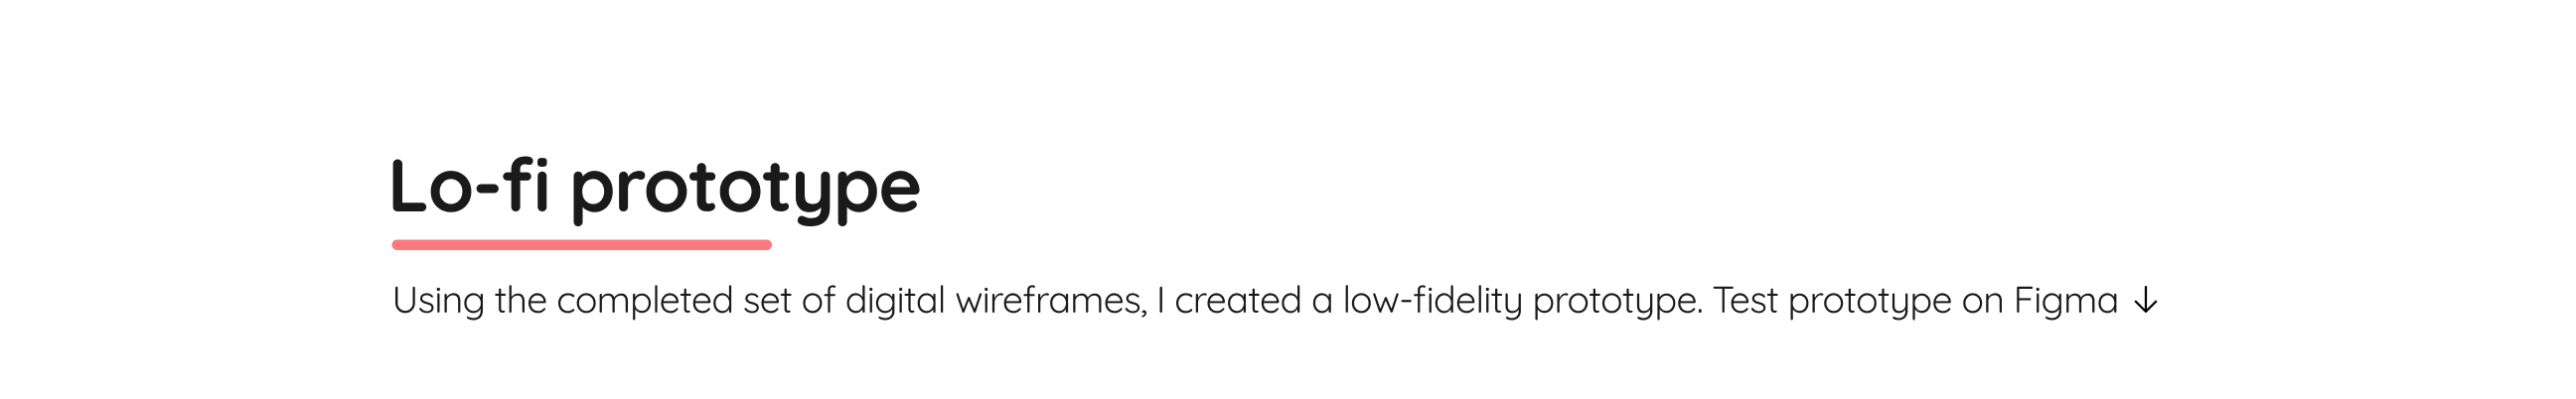 Lo-fi prototype
Using the completed set of digital wireframes, I created a low-fidelity prototype. Test prototype on Figma ↓